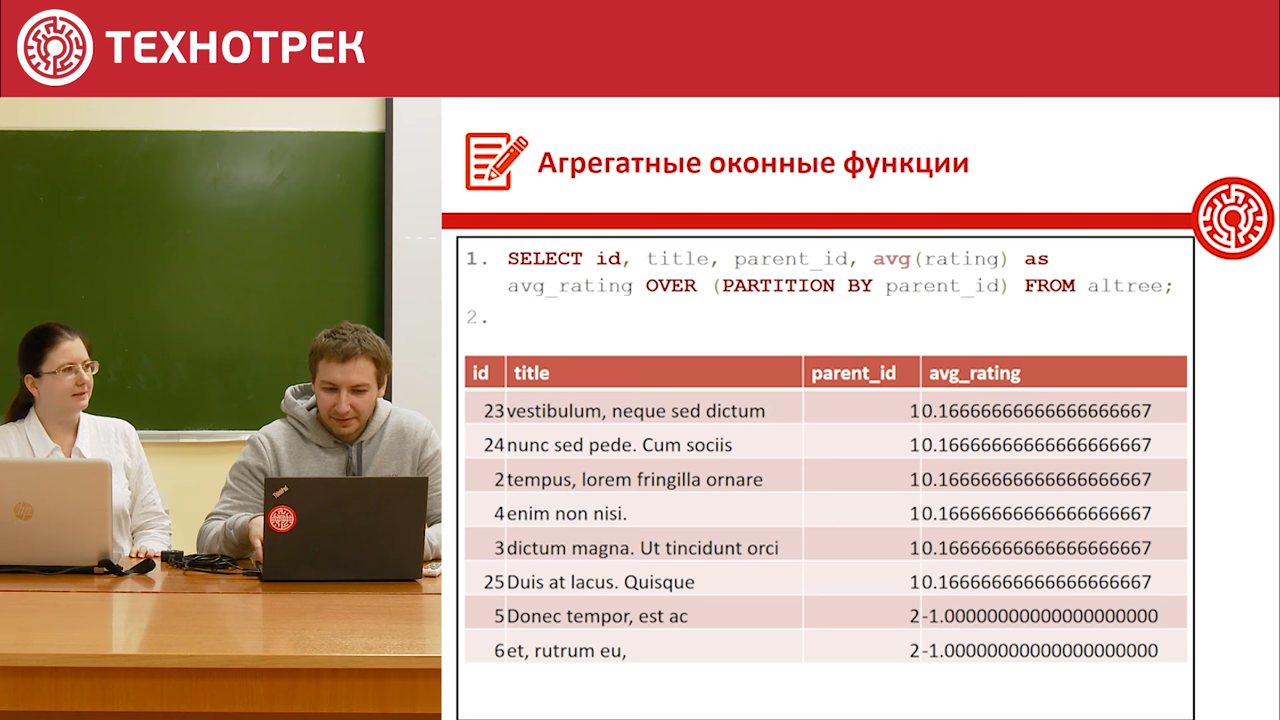 ТЕХНОТРЕК
Агрегатные оконные функции
1. SELECT id, title, parent_id, avg(rating) as
avg_rating OVER (PARTITION BY parent_id) FROM altree;
2.
id title parent_id avg_rating
23 vestibulum, neque sed dictum 1 0.16666666666666666667
24 nunc sed pede. Cum sociis 1 0.16666666666666666667
2 tempus, lorem fringilla ornare 1 0.16666666666666666667
4 enim non nisi. 1 0.16666666666666666667
3 dictum magna. Ut tincidunt orci 1 0.16666666666666666667
25 Duis at lacus. Quisque 1 0.16666666666666666667
5 Donec tempor, est ac 2 -1.00000000000000000000
6 et, rutrum eu, 2 -1.00000000000000000000
ThinkPad